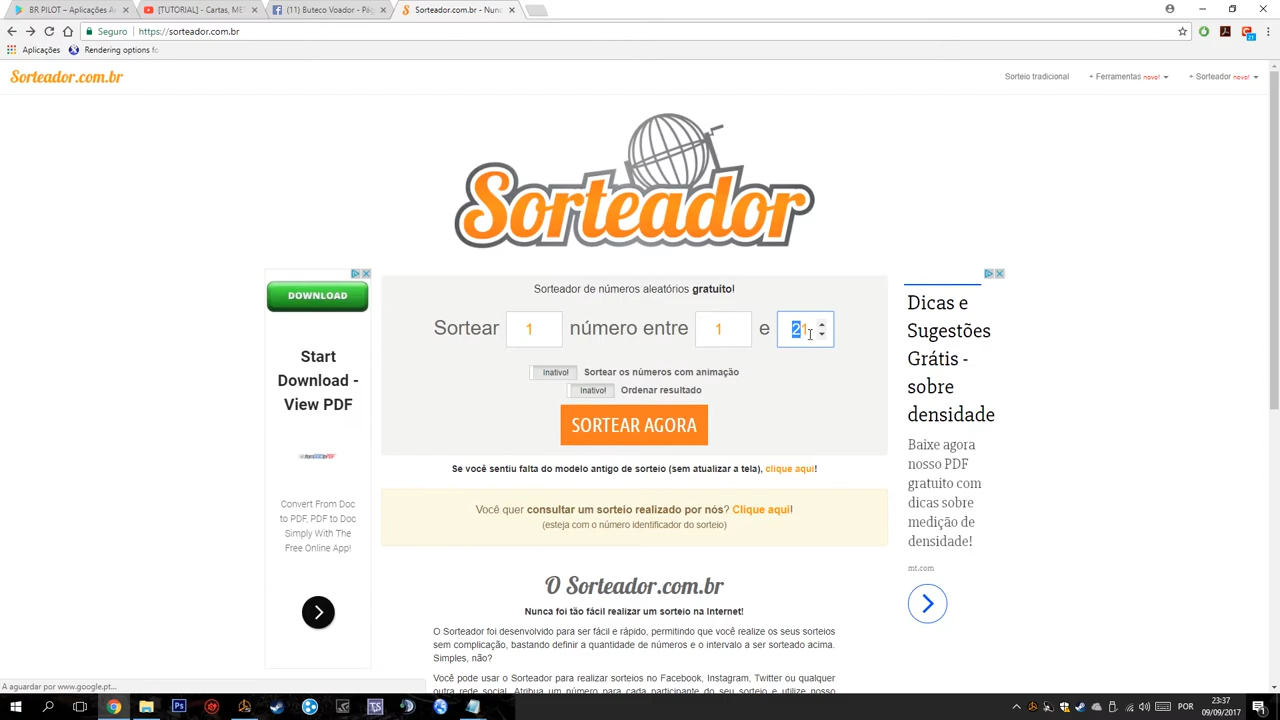 BR PILOT – Aplicações A
[TUTORIAL] - Cartas, MET
(11) Buteco Voador - Pág
Sorteador.com.br - Nunc
Seguro
https://sorteador.com.br
21
Aplicações
Rendering options fo
Sorteador.com.br
Sorteio tradicional
+ Ferramentas novo!
+ Sorteador novo!
Sorteador
DOWNLOAD
Start
Download -
View PDF
Convert From Doc
to PDF, PDF to Doc
Simply With The
Free Online App!
Sorteador de números aleatórios gratuito!
Sortear 1 número entre 1 e 21
Inativo! Sortear os números com animação
Inativo! Ordenar resultado
SORTEAR AGORA
Se você sentiu falta do modelo antigo de sorteio (sem atualizar a tela), clique aqui!
Você quer consultar um sorteio realizado por nós? Clique aqui!
(esteja com o número identificador do sorteio)
O Sorteador.com.br
Nunca foi tão fácil realizar um sorteio na Internet!
O Sorteador foi desenvolvido para ser fácil e rápido, permitindo que você realize os seus sorteios
sem complicação, bastando definir a quantidade de números e o intervalo a ser sorteado acima.
Simples, não?
Você pode usar o Sorteador para realizar sorteios no Facebook, Instagram, Twitter ou qualquer
outra rede social. Atribua um número para cada participante do seu sorteio e utilize nosso
Dicas e
Sugestões
Grátis -
sobre
densidade
Baixe agora
nosso PDF
gratuito com
dicas sobre
medição de
densidade!
mt.com
A aguardar por www.google.pt...
POR
23:37
09/09/2017